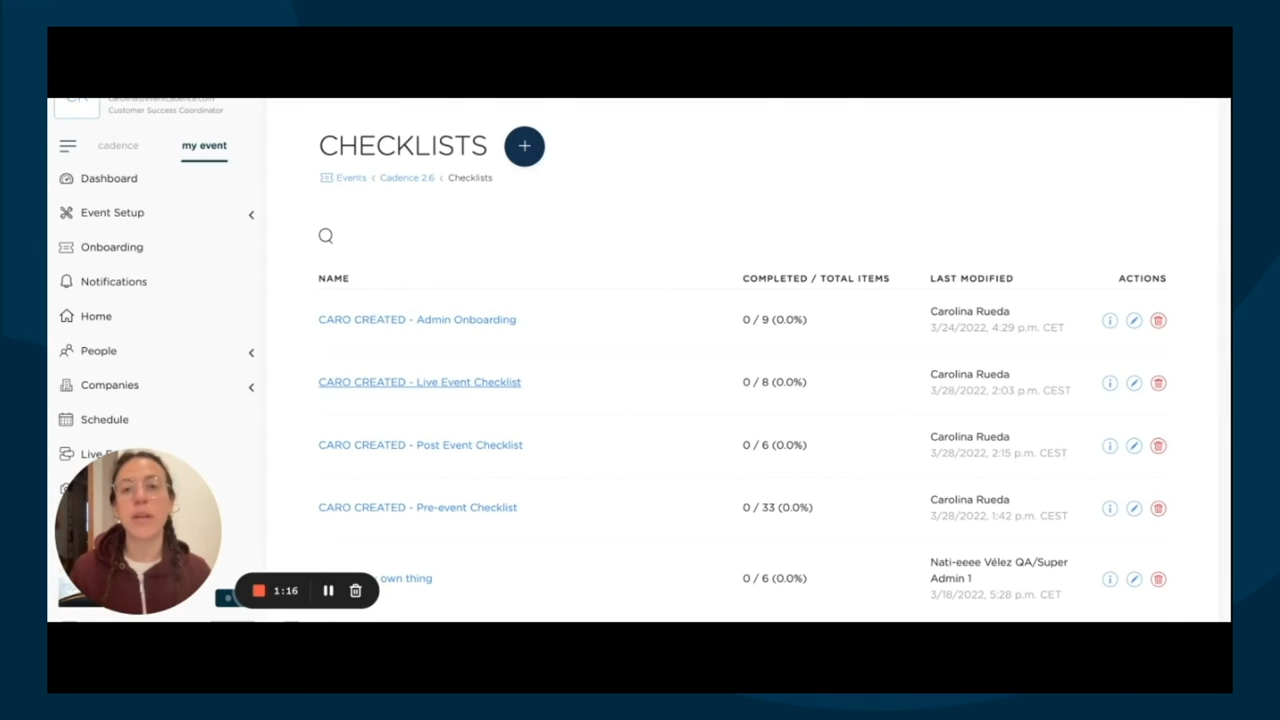 carolina@eventcadence.com
Customer Success Coordinator
cadence
my event
Dashboard
Event Setup
Onboarding
Notifications
Home
People
Companies
Schedule
Live
CHECKLISTS
Events < Cadence 2.6 < Checklists
NAME
COMPLETED / TOTAL ITEMS
LAST MODIFIED
ACTIONS
CARO CREATED - Admin Onboarding
0 / 9 (0.0%)
Carolina Rueda
3/24/2022, 4:29 p.m. CET
CARO CREATED - Live Event Checklist
0 / 8 (0.0%)
Carolina Rueda
3/28/2022, 2:03 p.m. CEST
CARO CREATED - Post Event Checklist
0 / 6 (0.0%)
Carolina Rueda
3/28/2022, 2:15 p.m. CEST
CARO CREATED - Pre-event Checklist
0 / 33 (0.0%)
Carolina Rueda
3/28/2022, 1:42 p.m. CEST
own thing
0 / 6 (0.0%)
Nati-eeee Vélez QA/Super
Admin 1
3/18/2022, 5:28 p.m. CET
1:16